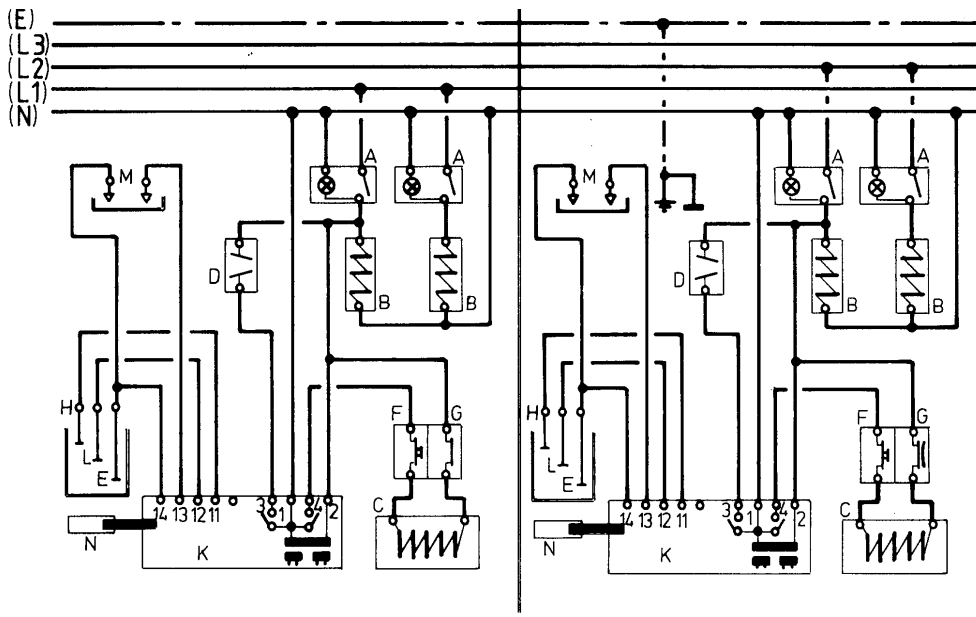 (E)
(L3)
(L2)
(L1)
(N)
M A A
D B B
H L E
F G
14 13 12 11 3 1 4 2
C
N K
M A A
D B B
H L E
F G
14 13 12 11 3 1 4 2
C
N K